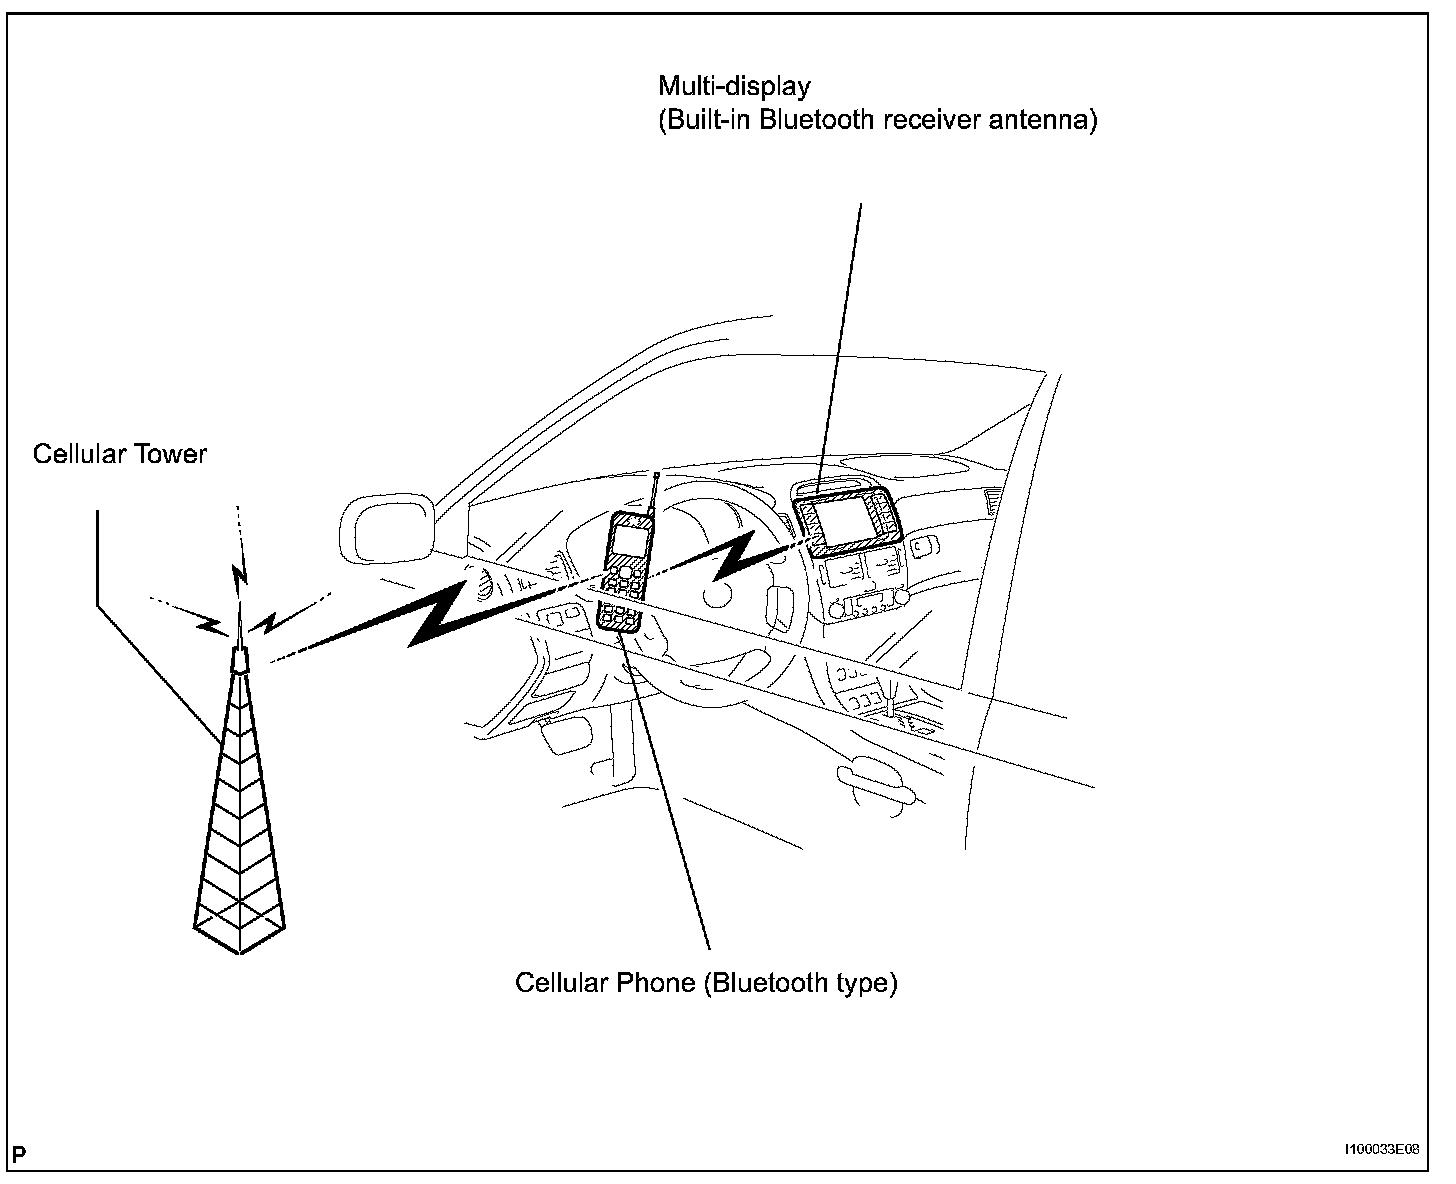 Multi-display
(Built-in Bluetooth receiver antenna)
Cellular Tower
Cellular Phone (Bluetooth type)
P
I100033E08